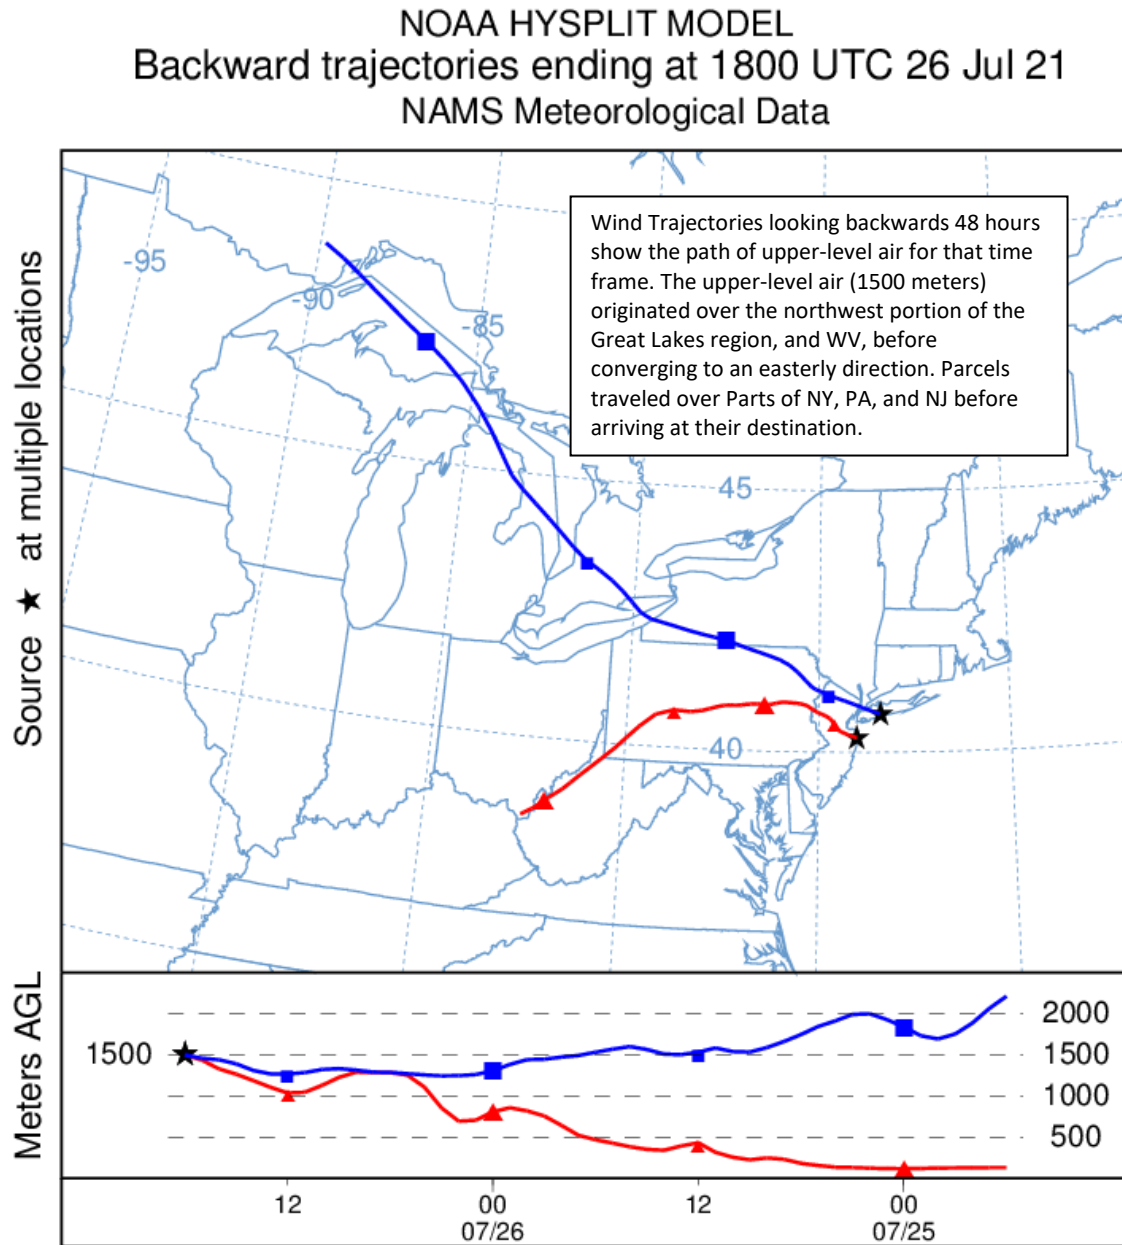 NOAA HYSPLIT MODEL
Backward trajectories ending at 1800 UTC 26 Jul 21
NAMS Meteorological Data
Source ★ at multiple locations
-95
-90
-85
Wind Trajectories looking backwards 48 hours
show the path of upper-level air for that time
frame. The upper-level air (1500 meters)
originated over the northwest portion of the
Great Lakes region, and WV, before
converging to an easterly direction. Parcels
traveled over Parts of NY, PA, and NJ before
arriving at their destination.
45
40
Meters AGL
1500
2000
1500
1000
500
12
00
12
00
07/26
07/25